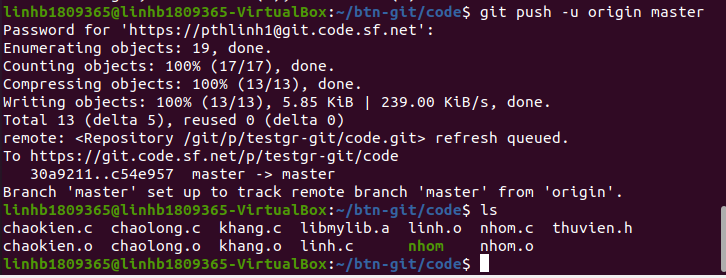 linhb1809365@linhb1809365-VirtualBox:~/btn-git/code$ git push -u origin master
Password for 'https://pthlinh1@git.code.sf.net':
Enumerating objects: 19, done.
Counting objects: 100% (17/17), done.
Compressing objects: 100% (13/13), done.
Writing objects: 100% (13/13), 5.85 KiB | 239.00 KiB/s, done.
Total 13 (delta 5), reused 0 (delta 0)
remote: <Repository /git/p/testgr-git/code.git> refresh queued.
To https://git.code.sf.net/p/testgr-git/code
   30a9211..c54e957  master -> master
Branch 'master' set up to track remote branch 'master' from 'origin'.
linhb1809365@linhb1809365-VirtualBox:~/btn-git/code$ ls
chaokien.c  chaolong.c  khang.c  libmylib.a  linh.o  nhom.c  thuvien.h
chaokien.o  chaolong.o  khang.o  linh.c      nhom    nhom.o
linhb1809365@linhb1809365-VirtualBox:~/btn-git/code$